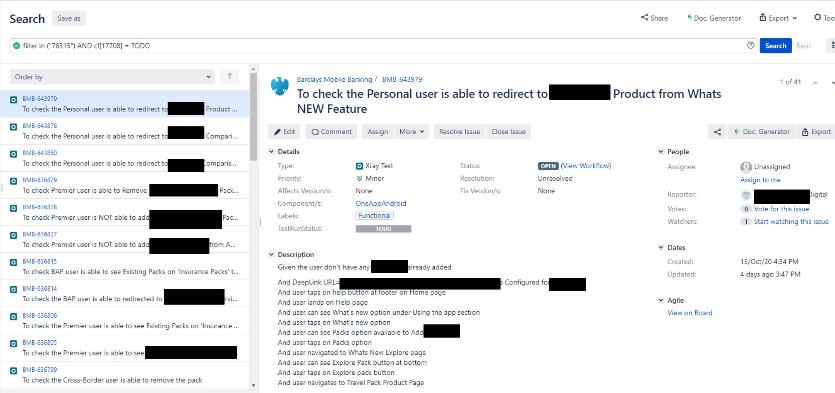 Search
Save as
Share
Doc. Generator
Export
filter in ("76315") AND cf[17708] = TODO
Search
Basic
Order by
BMB-643979
To check the Personal user is able to redirect to Product ...
BMB-643878
To check the Personal user is able to redirect to Compari...
BMB-643860
To check the Personal user is able to redirect to omparis...
BMB-636829
To check Premier user is able to Remove Pack...
BMB-636828
To check Premier user is NOT able to add Pac...
BMB-636827
To check Premier user is NOT able to add from A...
BMB-636815
To check BAP user is able to see Existing Packs on 'Insurance Packs' t...
BMB-636814
To check the BAP user is able to redirected to rvi...
BMB-636806
To check the Premier user is able to see Existing Packs on 'Insurance ...
BMB-636805
To check the Premier user is able to see
BMB-636799
To check the Cross-Border user is able to remove the pack
Barclays Mobile Banking / BMB-643979
1 of 41
To check the Personal user is able to redirect to Product from Whats
NEW Feature
Edit
Comment
Assign
More
Resolve Issue
Close Issue
Doc. Generator
Export
Details
Type: Xray Test
Status: OPEN (View Workflow)
Priority: Minor
Resolution: Unresolved
Affects Version/s: None
Fix Version/s: None
Component/s: OneAppAndroid
Labels: Functional
TestRunStatus: TODO
Description
Given the user don't have any already added
And DeepLink URL= s Configured for
And user taps on help button at footer on Home page
And user lands on Help page
And user can see What's new option under Using the app section
And user taps on What's new option
And user can see Packs option available to Add
And user taps on Packs option
And user navigated to Whats New Explore page
And user can see Explore Pack button at bottom
And user taps on Explore pack button
And user navigates to Travel Pack Product Page
People
Assignee: Unassigned
Assign to me
Reporter: igital
Votes: 0 Vote for this issue
Watchers: 1 Start watching this issue
Dates
Created: 15/Oct/20 4:34 PM
Updated: 4 days ago 3:47 PM
Agile
View on Board